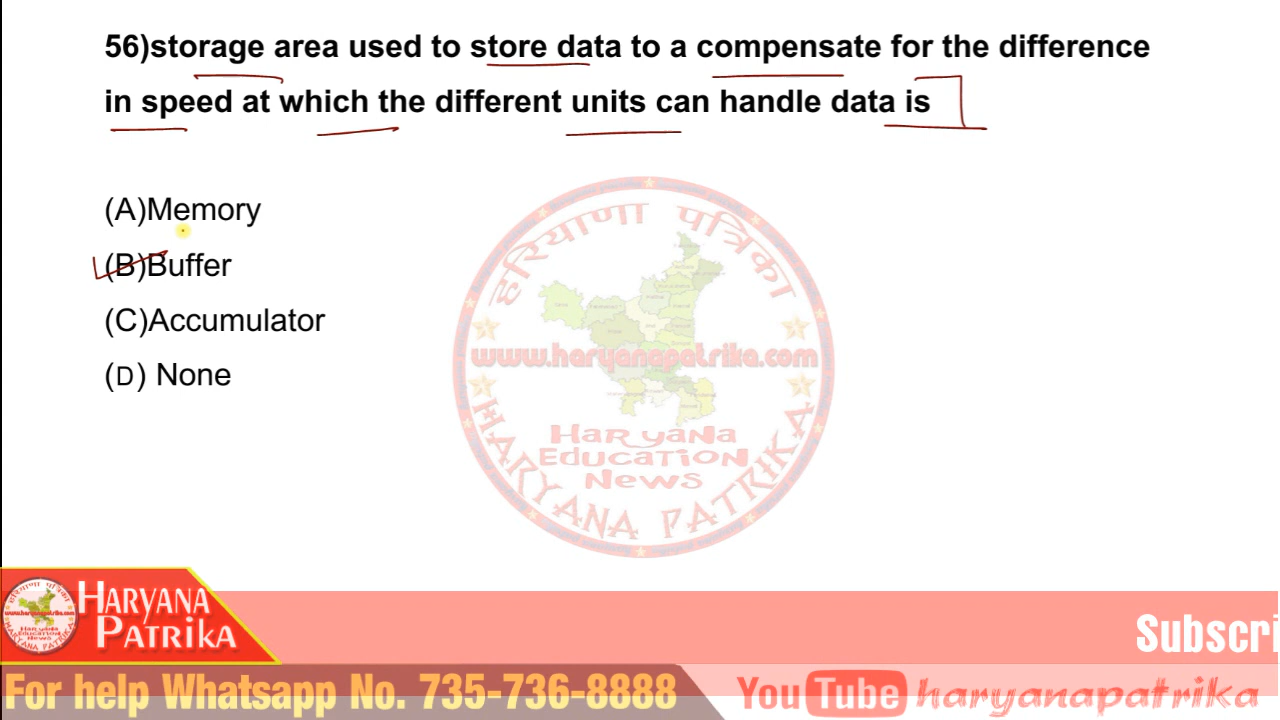 56)storage area used to store data to a compensate for the difference
in speed at which the different units can handle data is
(A)Memory
(B)Buffer
(C)Accumulator
(D) None
हरियाणा पत्रिका
www.haryanapatrika.com
Haryana
Education
News
HARYANA PATRIKA
HARYANA
PATRIKA
Subscri
For help Whatsapp No. 735-736-8888
YouTube haryanapatrika